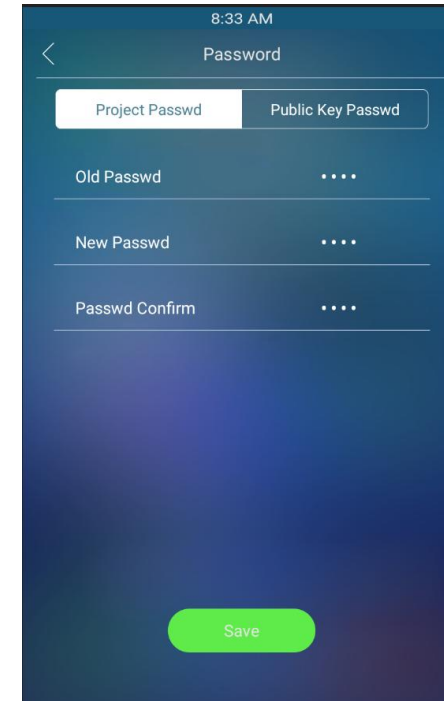 8:33 AM
Password
Project Passwd Public Key Passwd
Old Passwd ••••
New Passwd ••••
Passwd Confirm ••••
Save